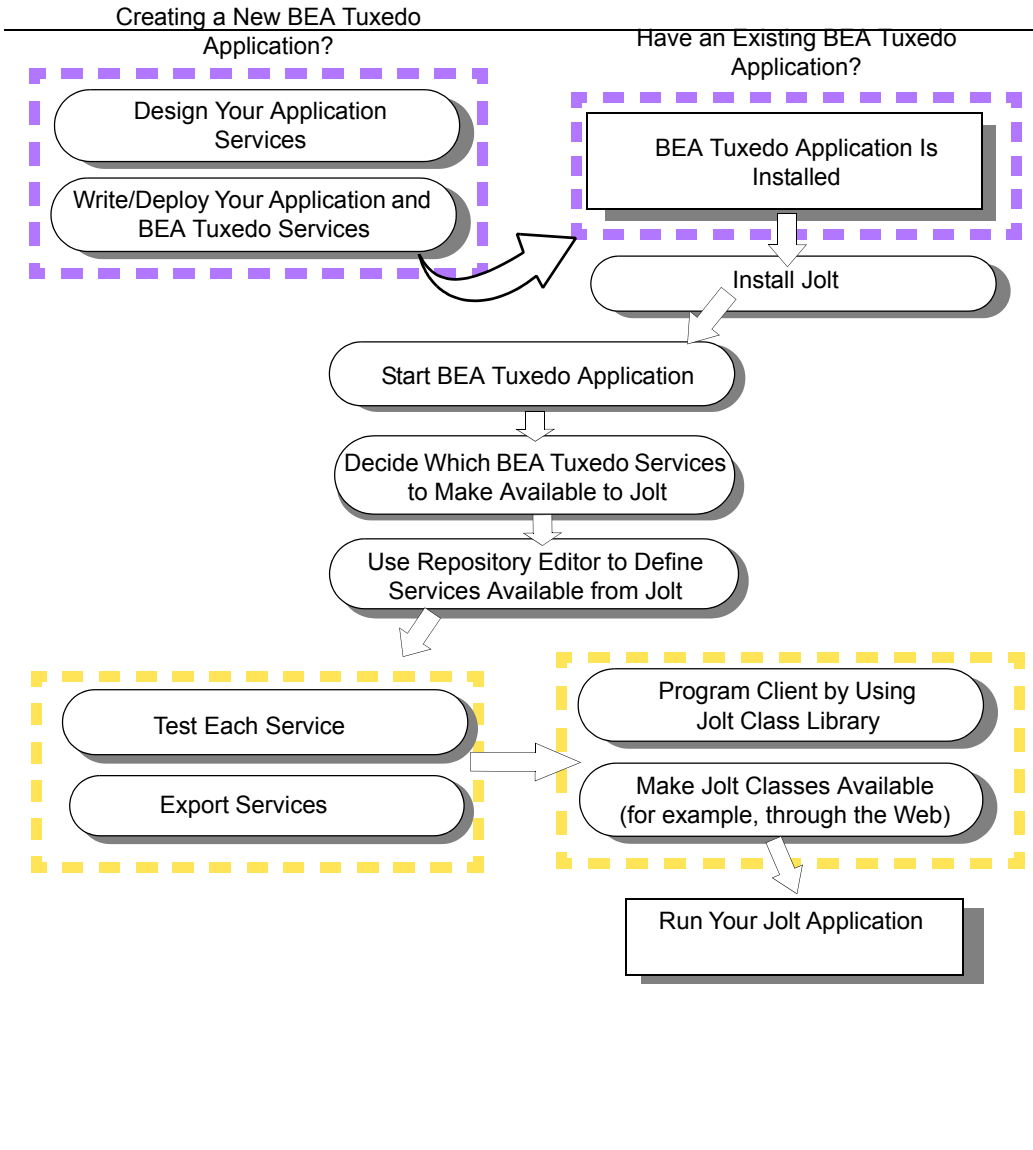 Creating a New BEA Tuxedo
Application?
Have an Existing BEA Tuxedo
Application?
Design Your Application
Services
Write/Deploy Your Application and
BEA Tuxedo Services
BEA Tuxedo Application Is
Installed
Install Jolt
Start BEA Tuxedo Application
Decide Which BEA Tuxedo Services
to Make Available to Jolt
Use Repository Editor to Define
Services Available from Jolt
Test Each Service
Export Services
Program Client by Using
Jolt Class Library
Make Jolt Classes Available
(for example, through the Web)
Run Your Jolt Application